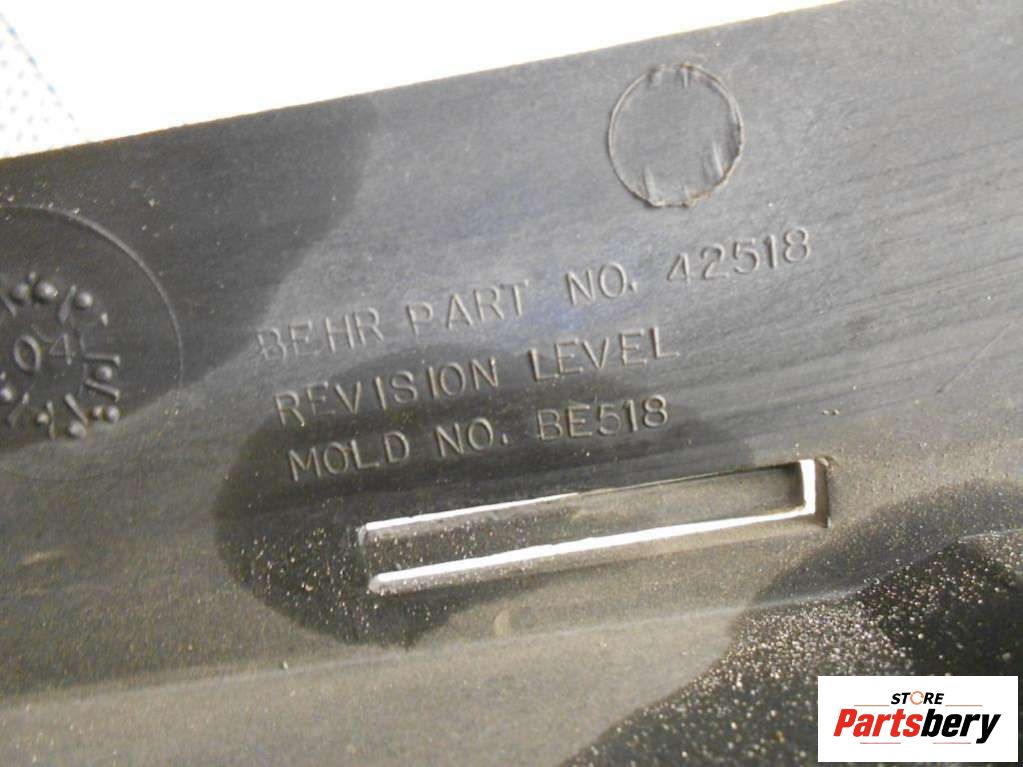 BEHR PART NO. 42518
REVISION LEVEL
MOLD NO. BE518
04
STORE
Partsbery